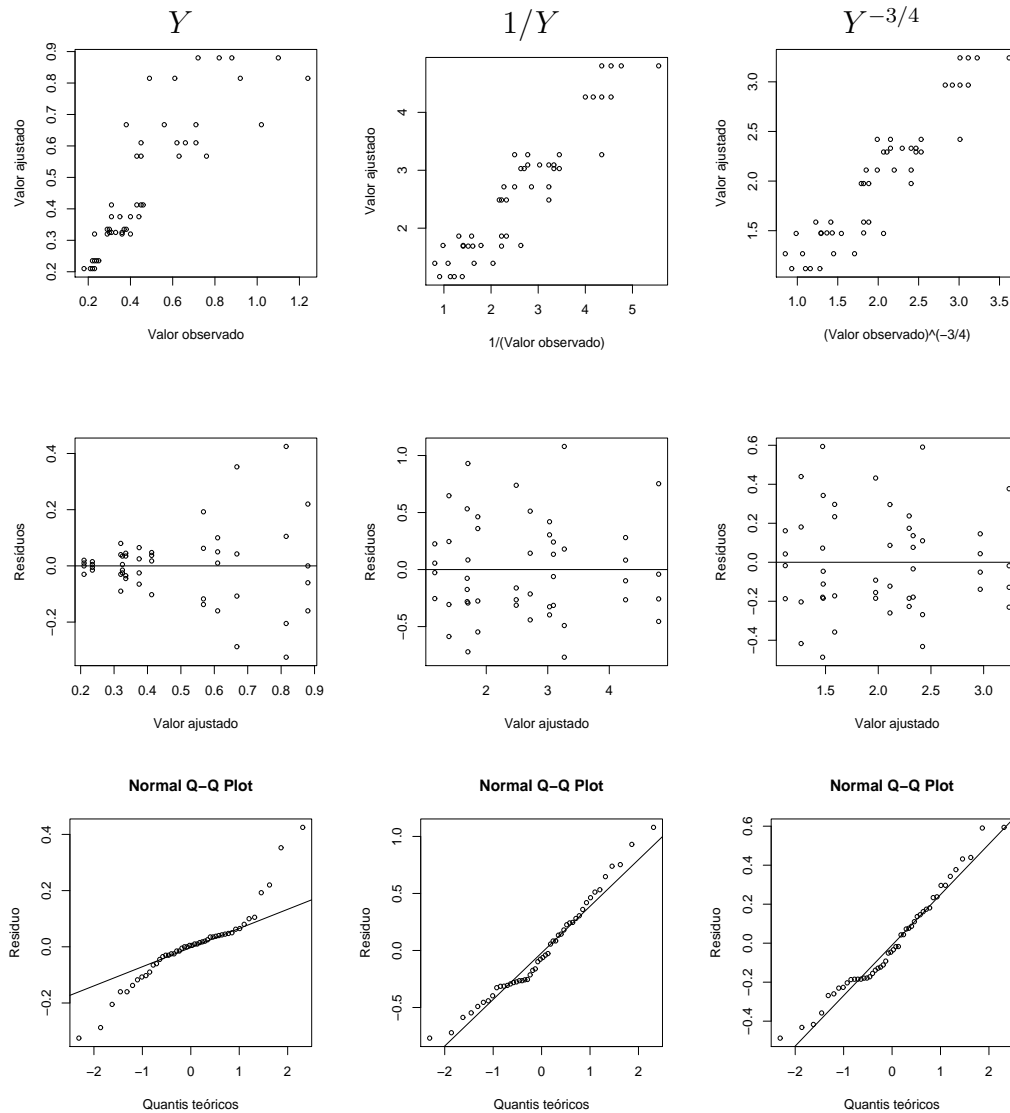 Y
1/Y
Y^{-3/4}
Valor ajustado
0.2 0.3 0.4 0.5 0.6 0.7 0.8 0.9
0.2 0.4 0.6 0.8 1.0 1.2
Valor observado
Valor ajustado
2 3 4
1 2 3 4 5
1/(Valor observado)
Valor ajustado
1.5 2.0 2.5 3.0
1.0 1.5 2.0 2.5 3.0 3.5
(Valor observado)^(−3/4)
Resíduos
−0.2 0.0 0.2 0.4
0.2 0.3 0.4 0.5 0.6 0.7 0.8 0.9
Valor ajustado
Resíduos
−0.5 0.0 0.5 1.0
2 3 4
Valor ajustado
Resíduos
−0.4 −0.2 0.0 0.2 0.4 0.6
1.5 2.0 2.5 3.0
Valor ajustado
Normal Q−Q Plot
Resíduo
−0.2 0.0 0.2 0.4
−2 −1 0 1 2
Quantis teóricos
Normal Q−Q Plot
Resíduo
−0.5 0.0 0.5 1.0
−2 −1 0 1 2
Quantis teóricos
Normal Q−Q Plot
Resíduo
−0.4 −0.2 0.0 0.2 0.4 0.6
−2 −1 0 1 2
Quantis teóricos